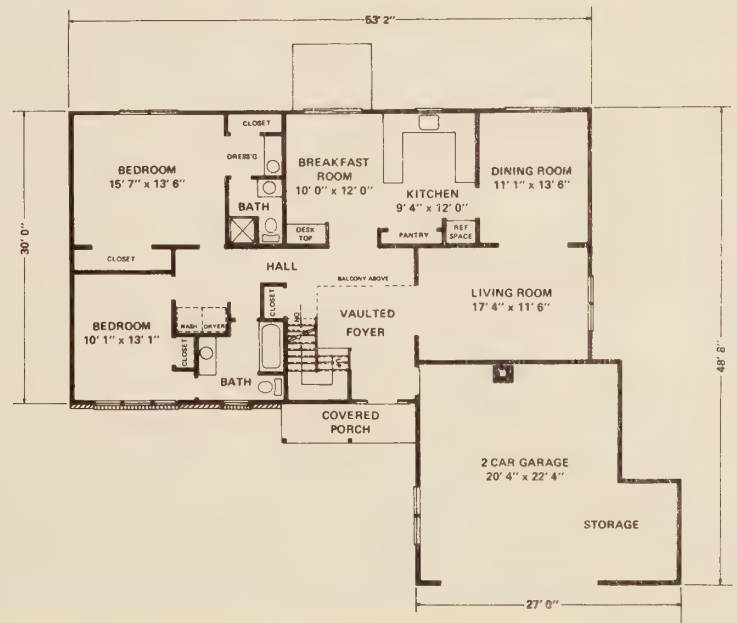 53' 2"
CLOSET
DRESS'G
BEDROOM
15' 7" x 13' 6"
BATH
BREAKFAST
ROOM
10' 0" x 12' 0"
KITCHEN
9' 4" x 12' 0"
DINING ROOM
11' 1" x 13' 6"
30' 0"
DESK
TOP
PANTRY
REF
SPACE
CLOSET
HALL
BALCONY ABOVE
CLOSET
LIVING ROOM
17' 4" x 11' 6"
VAULTED
FOYER
WASH
DRYER
BEDROOM
10' 1" x 13' 1"
CLOSET
DN
UP
BATH
48' 8"
COVERED
PORCH
2 CAR GARAGE
20' 4" x 22' 4"
STORAGE
27' 0"